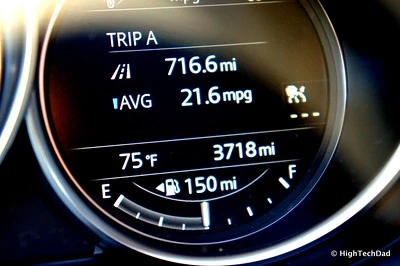 TRIP A
716.6 mi
AVG 21.6 mpg
75 °F 3718 mi
E 150 mi F
© HighTechDad